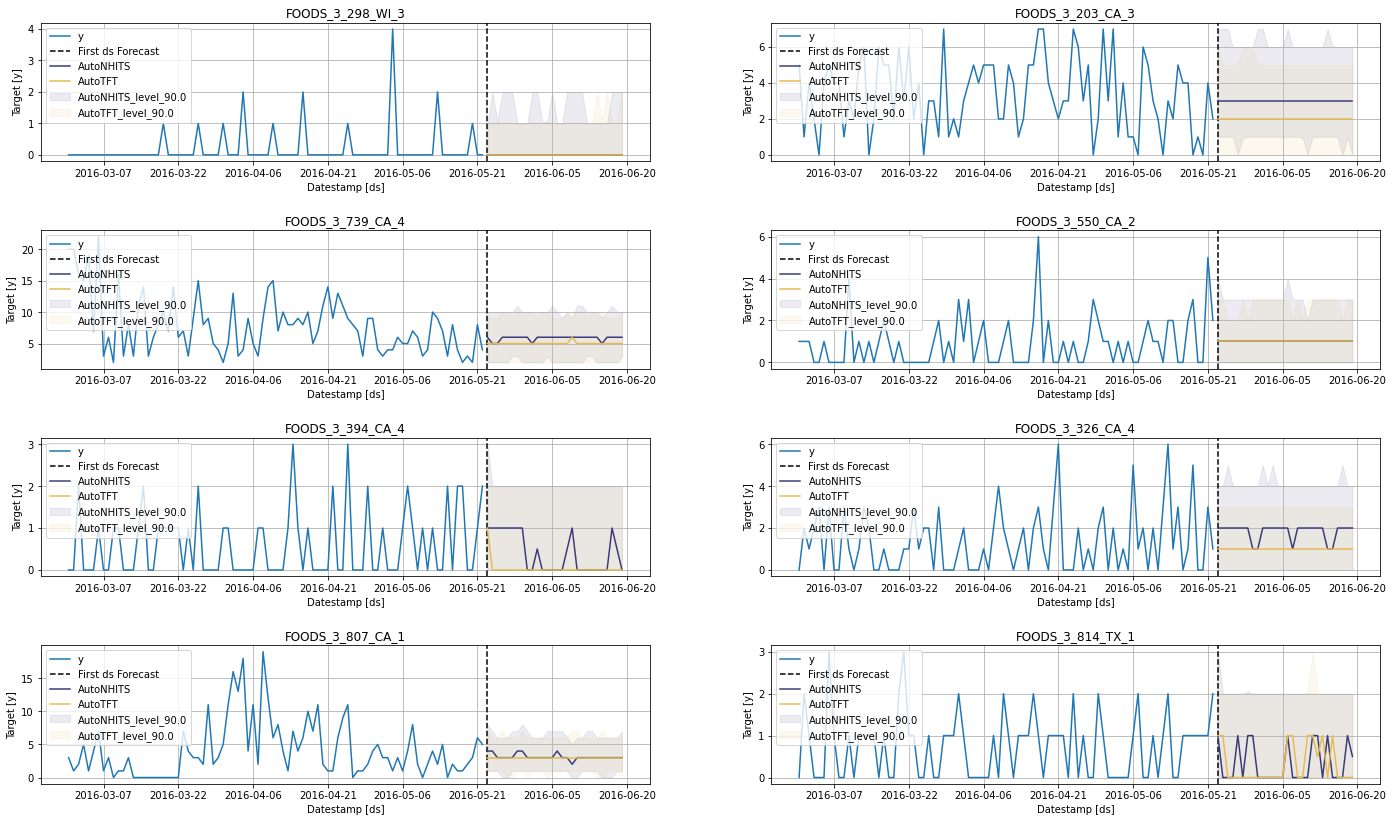 FOODS_3_298_WI_3
Target [y]
4
3
2
1
0
y
First ds Forecast
AutoNHITS
AutoTFT
AutoNHITS_level_90.0
AutoTFT_level_90.0
2016-03-07 2016-03-22 2016-04-06 2016-04-21 2016-05-06 2016-05-21 2016-06-05 2016-06-20
Datestamp [ds]
FOODS_3_203_CA_3
Target [y]
6
4
2
0
y
First ds Forecast
AutoNHITS
AutoTFT
AutoNHITS_level_90.0
AutoTFT_level_90.0
2016-03-07 2016-03-22 2016-04-06 2016-04-21 2016-05-06 2016-05-21 2016-06-05 2016-06-20
Datestamp [ds]
FOODS_3_739_CA_4
Target [y]
20
15
10
5
y
First ds Forecast
AutoNHITS
AutoTFT
AutoNHITS_level_90.0
AutoTFT_level_90.0
2016-03-07 2016-03-22 2016-04-06 2016-04-21 2016-05-06 2016-05-21 2016-06-05 2016-06-20
Datestamp [ds]
FOODS_3_550_CA_2
Target [y]
6
4
2
0
y
First ds Forecast
AutoNHITS
AutoTFT
AutoNHITS_level_90.0
AutoTFT_level_90.0
2016-03-07 2016-03-22 2016-04-06 2016-04-21 2016-05-06 2016-05-21 2016-06-05 2016-06-20
Datestamp [ds]
FOODS_3_394_CA_4
Target [y]
3
2
1
0
y
First ds Forecast
AutoNHITS
AutoTFT
AutoNHITS_level_90.0
AutoTFT_level_90.0
2016-03-07 2016-03-22 2016-04-06 2016-04-21 2016-05-06 2016-05-21 2016-06-05 2016-06-20
Datestamp [ds]
FOODS_3_326_CA_4
Target [y]
6
4
2
0
y
First ds Forecast
AutoNHITS
AutoTFT
AutoNHITS_level_90.0
AutoTFT_level_90.0
2016-03-07 2016-03-22 2016-04-06 2016-04-21 2016-05-06 2016-05-21 2016-06-05 2016-06-20
Datestamp [ds]
FOODS_3_807_CA_1
Target [y]
15
10
5
0
y
First ds Forecast
AutoNHITS
AutoTFT
AutoNHITS_level_90.0
AutoTFT_level_90.0
2016-03-07 2016-03-22 2016-04-06 2016-04-21 2016-05-06 2016-05-21 2016-06-05 2016-06-20
Datestamp [ds]
FOODS_3_814_TX_1
Target [y]
3
2
1
0
y
First ds Forecast
AutoNHITS
AutoTFT
AutoNHITS_level_90.0
AutoTFT_level_90.0
2016-03-07 2016-03-22 2016-04-06 2016-04-21 2016-05-06 2016-05-21 2016-06-05 2016-06-20
Datestamp [ds]